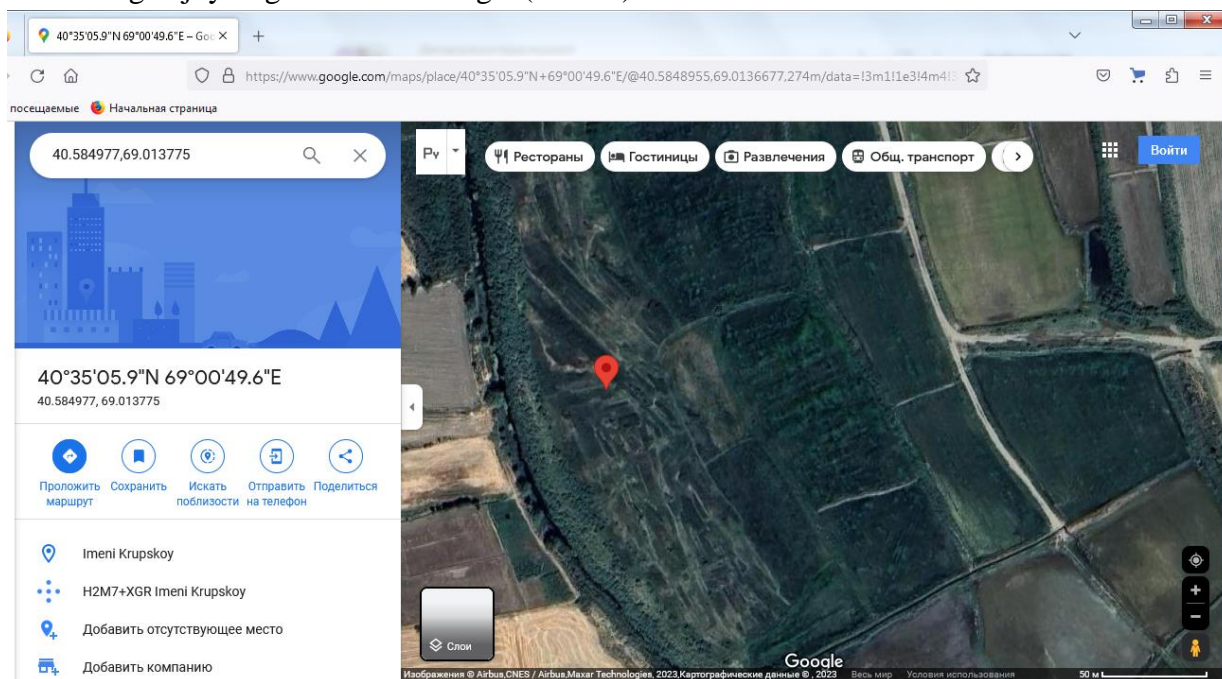 40°35'05.9"N 69°00'49.6"E – Goo
https://www.google.com/maps/place/40°35'05.9"N+69°00'49.6"E/@40.5848955,69.0136677,274m/data=!3m1!1e3!4m4!3
посещаемые Начальная страница
40.584977,69.013775
Ру
Рестораны
Гостиницы
Развлечения
Общ. транспорт
Войти
40°35'05.9"N 69°00'49.6"E
40.584977, 69.013775
Проложить маршрут
Сохранить
Искать поблизости
Отправить на телефон
Поделиться
Imeni Krupskoy
H2M7+XGR Imeni Krupskoy
Добавить отсутствующее место
Добавить компанию
Слои
Google
Изображения © Airbus,CNES / Airbus,Maxar Technologies, 2023,Картографические данные © , 2023 Весь мир Условия использования 50 м